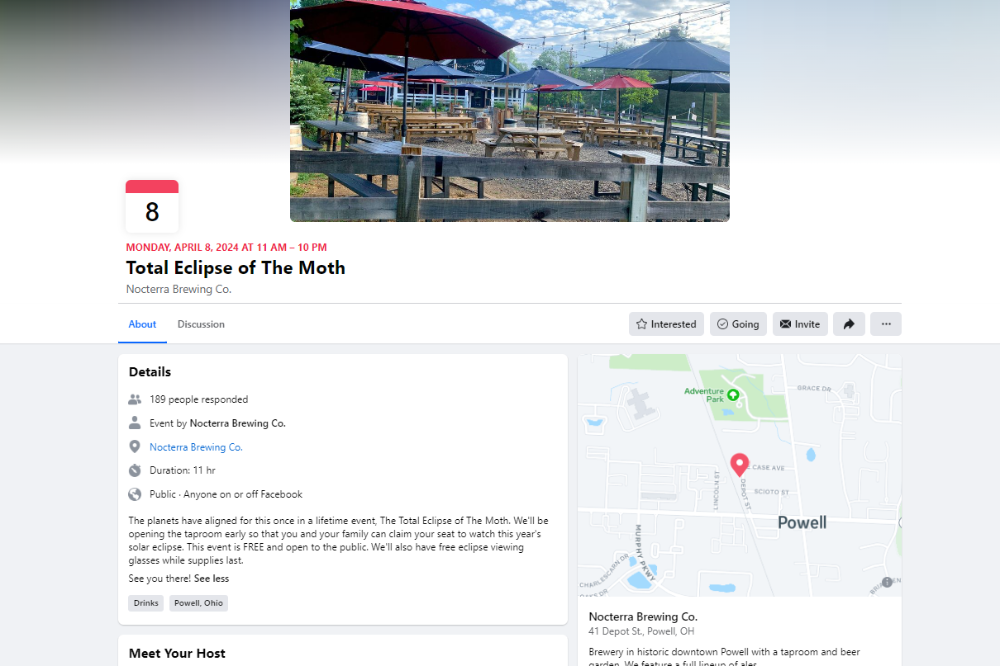 8
MONDAY, APRIL 8, 2024 AT 11 AM – 10 PM
Total Eclipse of The Moth
Nocterra Brewing Co.
About
Discussion
Interested
Going
Invite
Details
189 people responded
Event by Nocterra Brewing Co.
Nocterra Brewing Co.
Duration: 11 hr
Public · Anyone on or off Facebook
The planets have aligned for this once in a lifetime event, The Total Eclipse of The Moth. We'll be
opening the taproom early so that you and your family can claim your seat to watch this year's
solar eclipse. This event is FREE and open to the public. We'll also have free eclipse viewing
glasses while supplies last.
See you there! See less
Drinks
Powell, Ohio
Meet Your Host
Adventure
Park
GRACE DR
E CASE AVE
LINCOLN ST
DEPOT ST
SCIOTO ST
Powell
MURPHY PKWY
CHARLESCARN DR
DR
Nocterra Brewing Co.
41 Depot St., Powell, OH
Brewery in historic downtown Powell with a taproom and beer
garden. We feature a full lineup of ales,